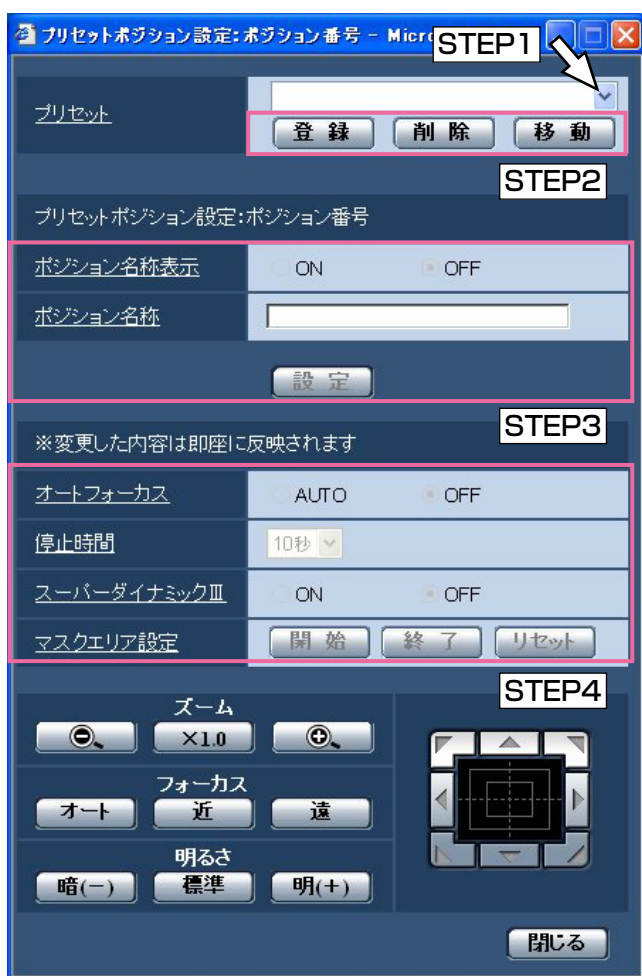 プリセットポジション設定：ポジション番号 - Micro
STEP1
プリセット
登 録 削 除 移 動
STEP2
プリセットポジション設定：ポジション番号
ポジション名称表示 ON OFF
ポジション名称
設 定
STEP3
※変更した内容は即座に反映されます
オートフォーカス AUTO OFF
停止時間 10秒
スーパーダイナミックⅢ ON OFF
マスクエリア設定 開 始 終 了 リセット
STEP4
ズーム
×1.0
フォーカス
オート 近 遠
明るさ
暗(－) 標準 明(＋)
閉じる